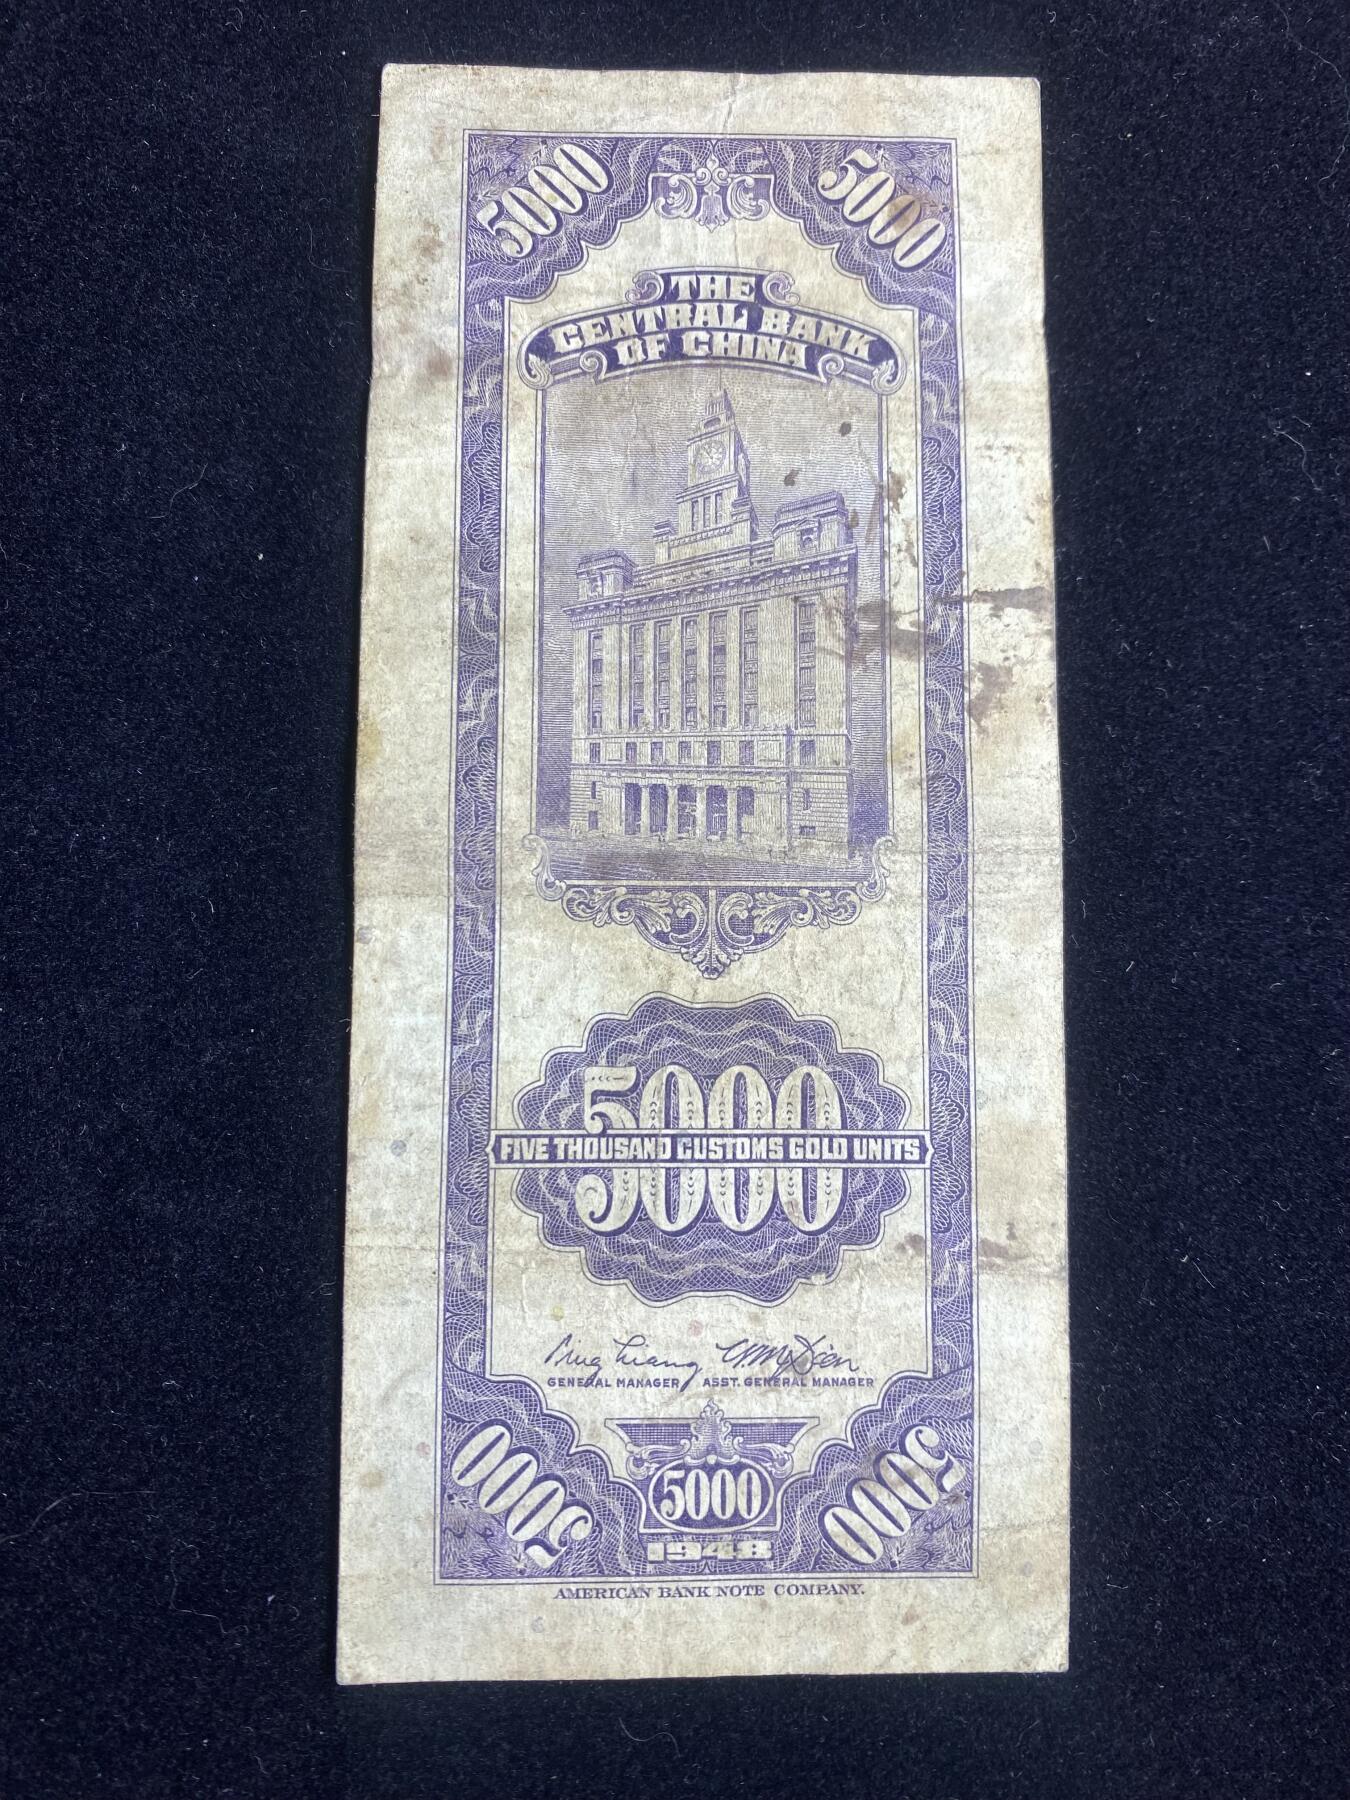 5000 5000
THE
CENTRAL BANK
OF CHINA
5000
FIVE THOUSAND CUSTOMS GOLD UNITS
GENERAL MANAGER ASST. GENERAL MANAGER
5000 5000 5000
1948
AMERICAN BANK NOTE COMPANY.